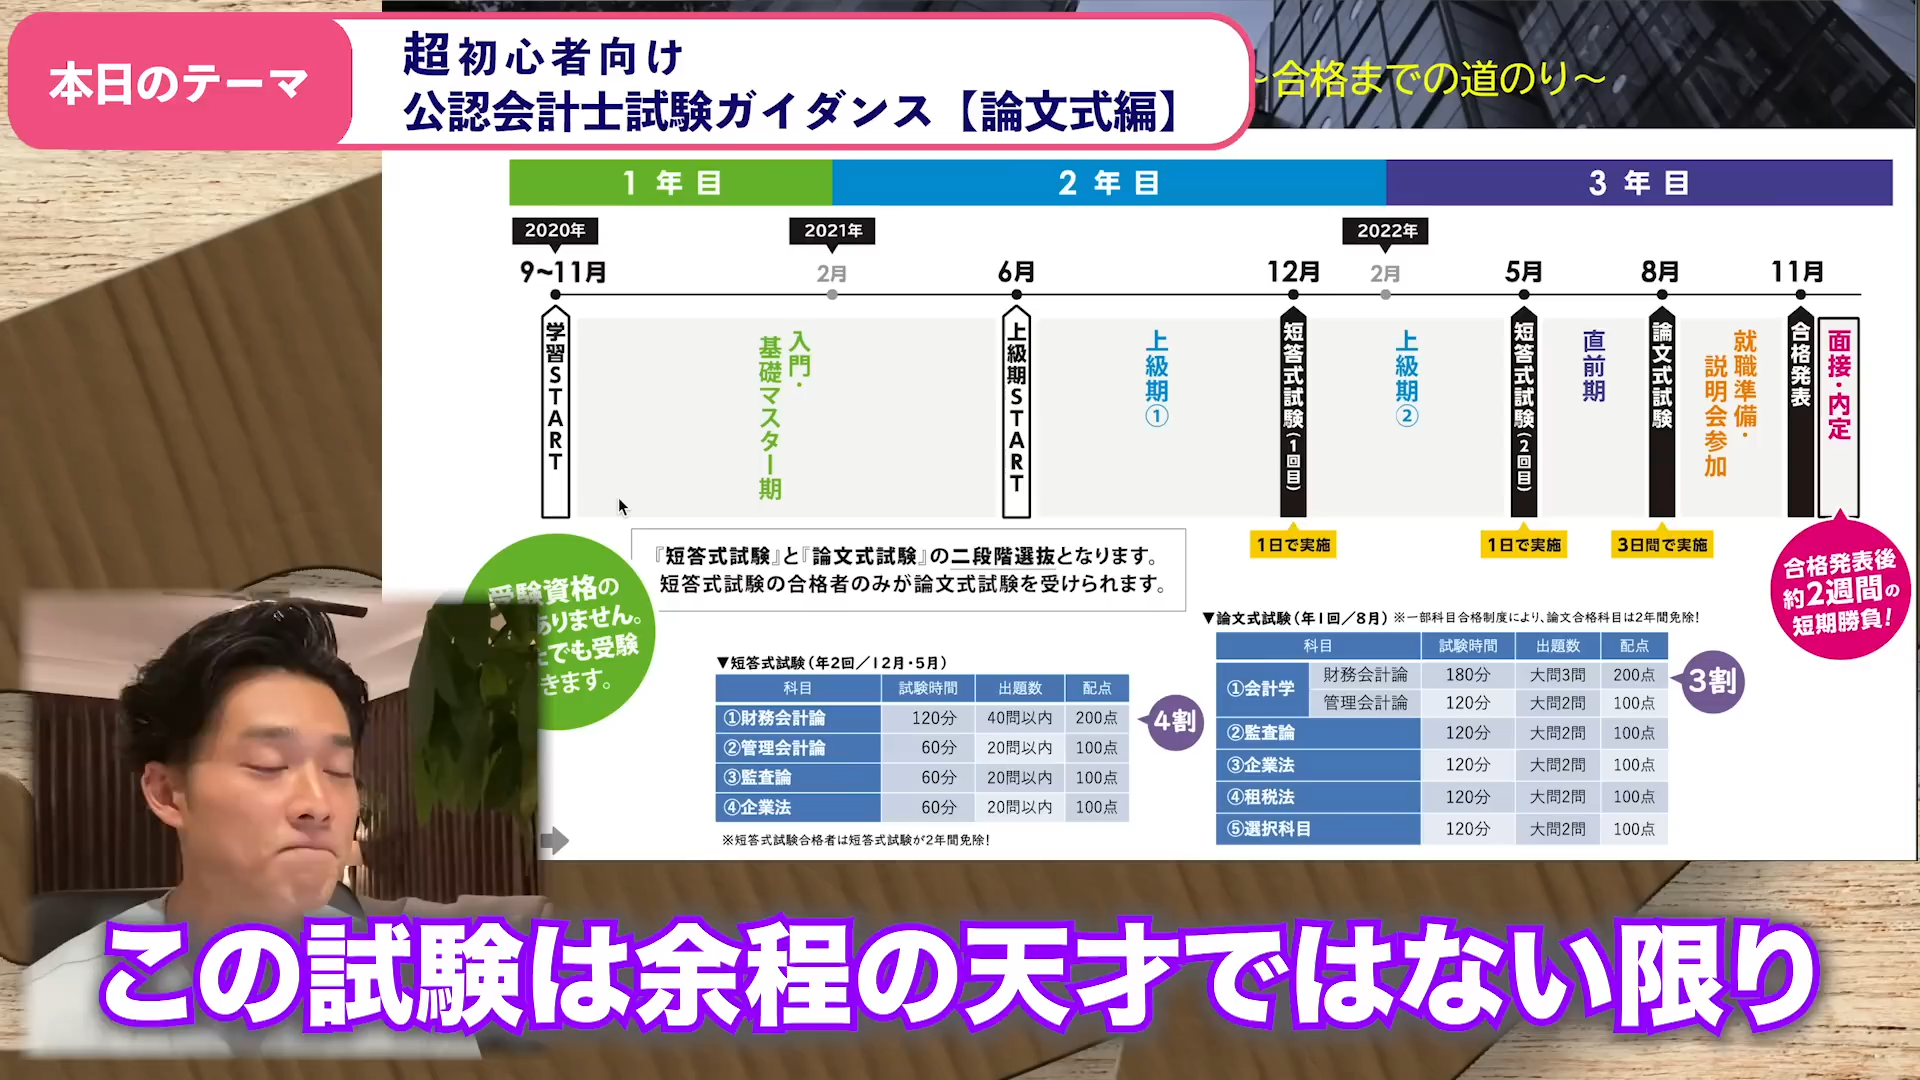 本日のテーマ
超初心者向け
公認会計士試験ガイダンス【論文式編】
~合格までの道のり~
1年目
2年目
3年目
2020年
2021年
2022年
9~11月
2月
6月
12月
2月
5月
8月
11月
学習START
入門・
基礎マスター期
上級期START
上級期①
短答式試験(1回目)
上級期②
短答式試験(2回目)
直前期
論文式試験
就職準備・
説明会参加
合格発表
面接・内定
1日で実施
1日で実施
3日間で実施
合格発表後
約2週間の
短期勝負!
受験資格の
ありません。
でも受験
きます。
『短答式試験』と『論文式試験』の二段階選抜となります。
短答式試験の合格者のみが論文式試験を受けられます。
▼短答式試験(年2回/12月・5月)
科目 試験時間 出題数 配点
①財務会計論 120分 40問以内 200点
②管理会計論 60分 20問以内 100点
③監査論 60分 20問以内 100点
④企業法 60分 20問以内 100点
4割
※短答式試験合格者は短答式試験が2年間免除!
▼論文式試験(年1回/8月) ※一部科目合格制度により、論文合格科目は2年間免除!
科目 試験時間 出題数 配点
①会計学 財務会計論 180分 大問3問 200点
管理会計論 120分 大問2問 100点
②監査論 120分 大問2問 100点
③企業法 120分 大問2問 100点
④租税法 120分 大問2問 100点
⑤選択科目 120分 大問2問 100点
3割
この試験は余程の天才ではない限り